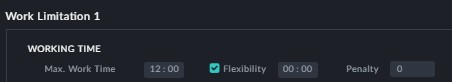 Work Limitation 1
WORKING TIME
Max. Work Time 12 : 00 Flexibility 00 : 00 Penalty 0